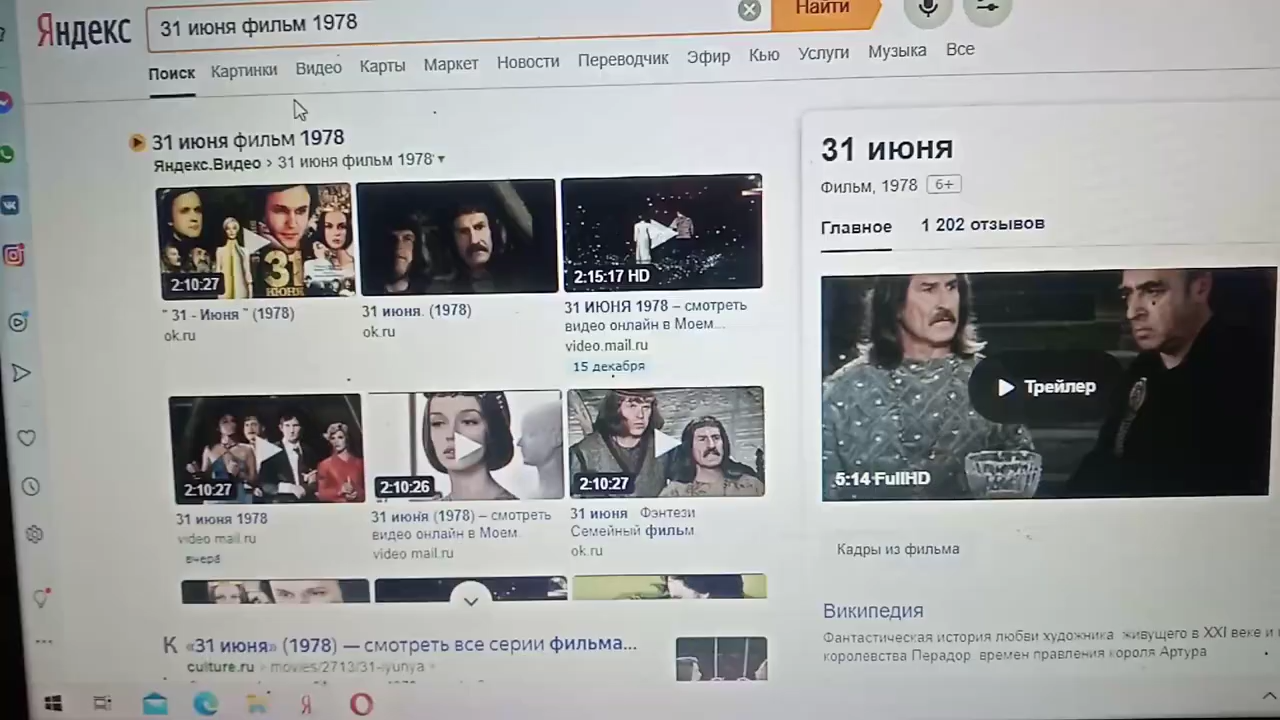 Яндекс
31 июня фильм 1978
Найти
Поиск Картинки Видео Карты Маркет Новости Переводчик Эфир Кью Услуги Музыка Все
31 июня фильм 1978
Яндекс.Видео › 31 июня фильм 1978
2:10:27
31 ИЮНЯ
2:15:17 HD
" 31 - Июня " (1978)
ok.ru
31 июня. (1978)
ok.ru
31 ИЮНЯ 1978 – смотреть
видео онлайн в Моем...
video.mail.ru
15 декабря
2:10:27
2:10:26
2:10:27
31 июня 1978
video mail.ru
вчера
31 июня (1978) – смотреть
видео онлайн в Моем
video mail.ru
31 июня Фэнтези
Семейный фильм
ok.ru
К «31 июня» (1978) — смотреть все серии фильма...
culture.ru › movies/2713/31-iyunya
31 июня
Фильм, 1978 6+
Главное 1 202 отзывов
Трейлер
5:14 FullHD
Кадры из фильма
Википедия
Фантастическая история любви художника живущего в XXI веке и
королевства Перадор времен правления короля Артура